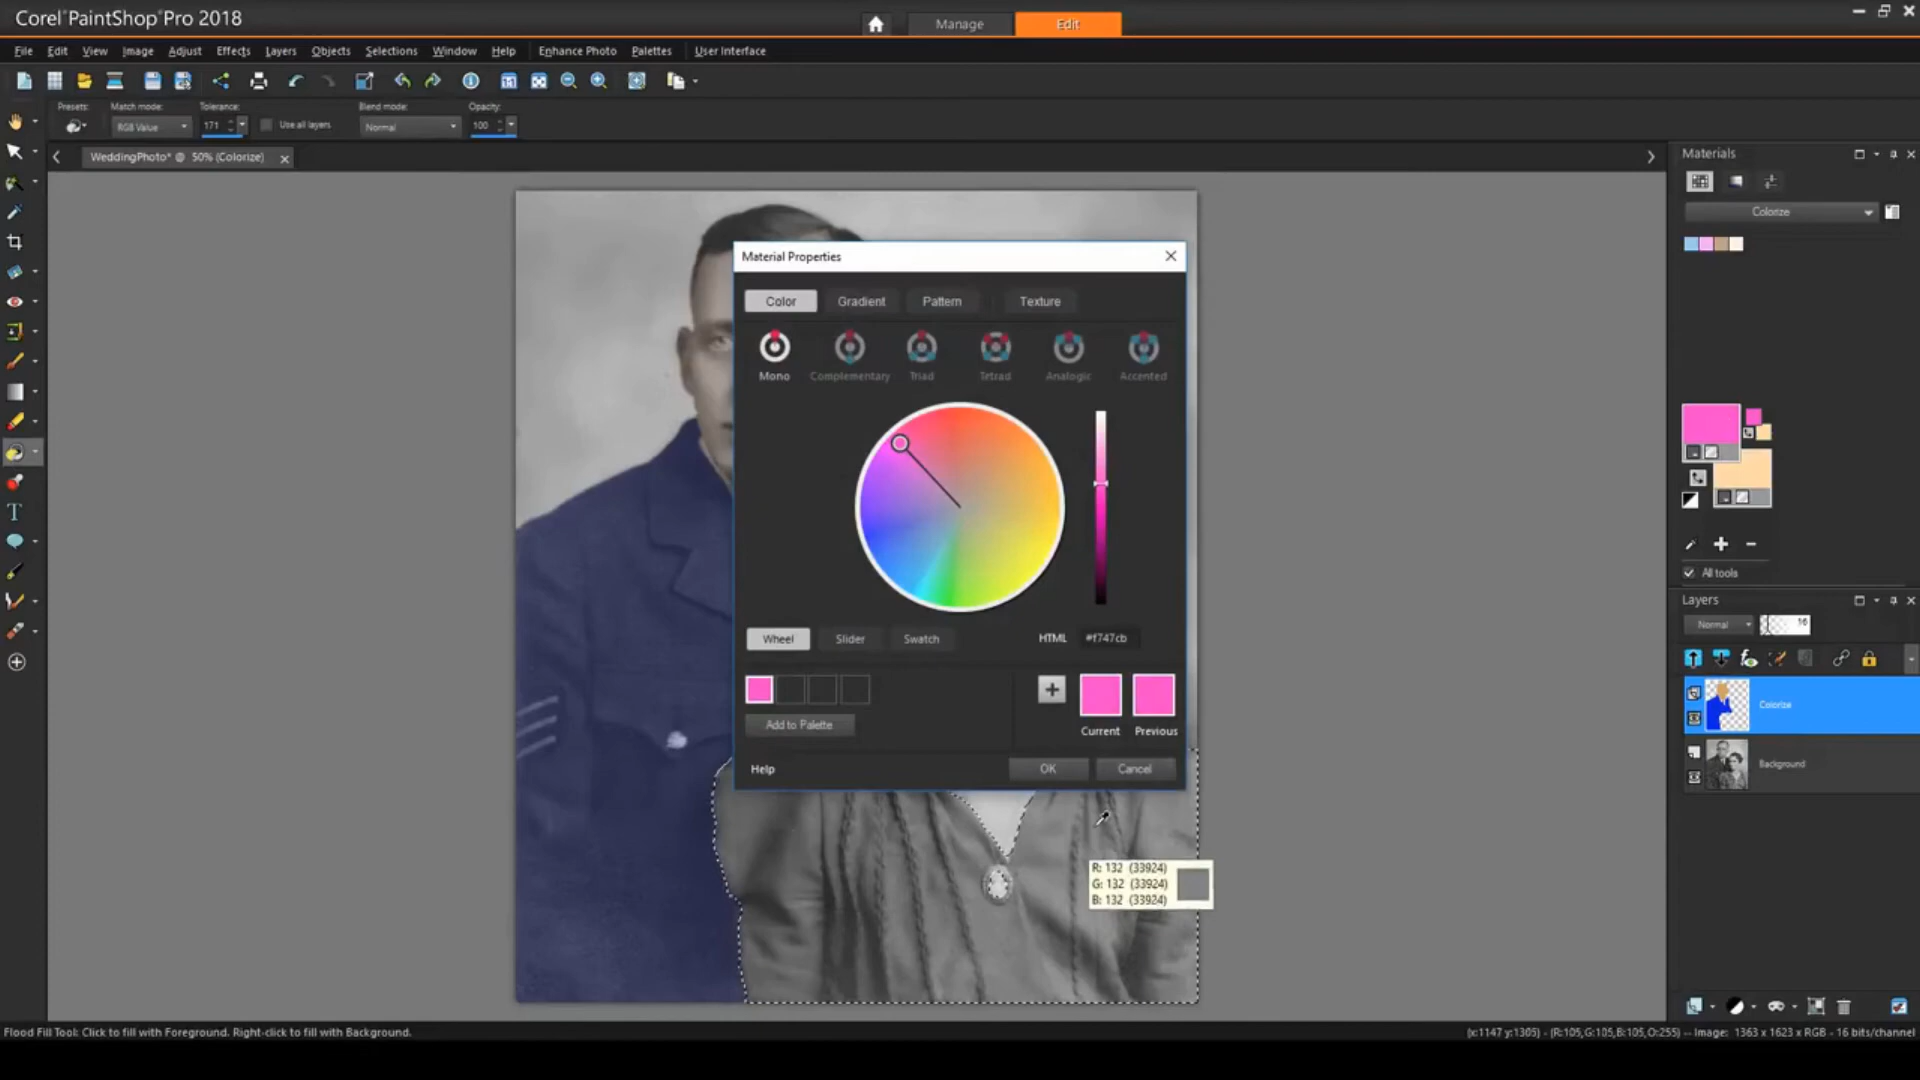 Corel PaintShop Pro 2018
Manage
Edit
File Edit View Image Adjust Effects Layers Objects Selections Window Help Enhance Photo Palettes User Interface
Presets: Match mode: Tolerance: Blend mode: Opacity:
RGB Value 171 Use all layers Normal 100
WeddingPhoto* @ 50% (Colorize)
Materials
Colorize
Material Properties
Color Gradient Pattern Texture
Mono Complementary Triad Tetrad Analogic Accented
Wheel Slider Swatch HTML #f747cb
Add to Palette
Current Previous
Help OK Cancel
All tools
Layers
Normal 16
Colorize
Background
R: 132 (33924)
G: 132 (33924)
B: 132 (33924)
T
Flood Fill Tool: Click to fill with Foreground. Right-click to fill with Background.
(x:1147 y:1305) - (R:105,G:105,B:105,O:255) -- Image: 1363 x 1623 x RGB - 16 bits/channel